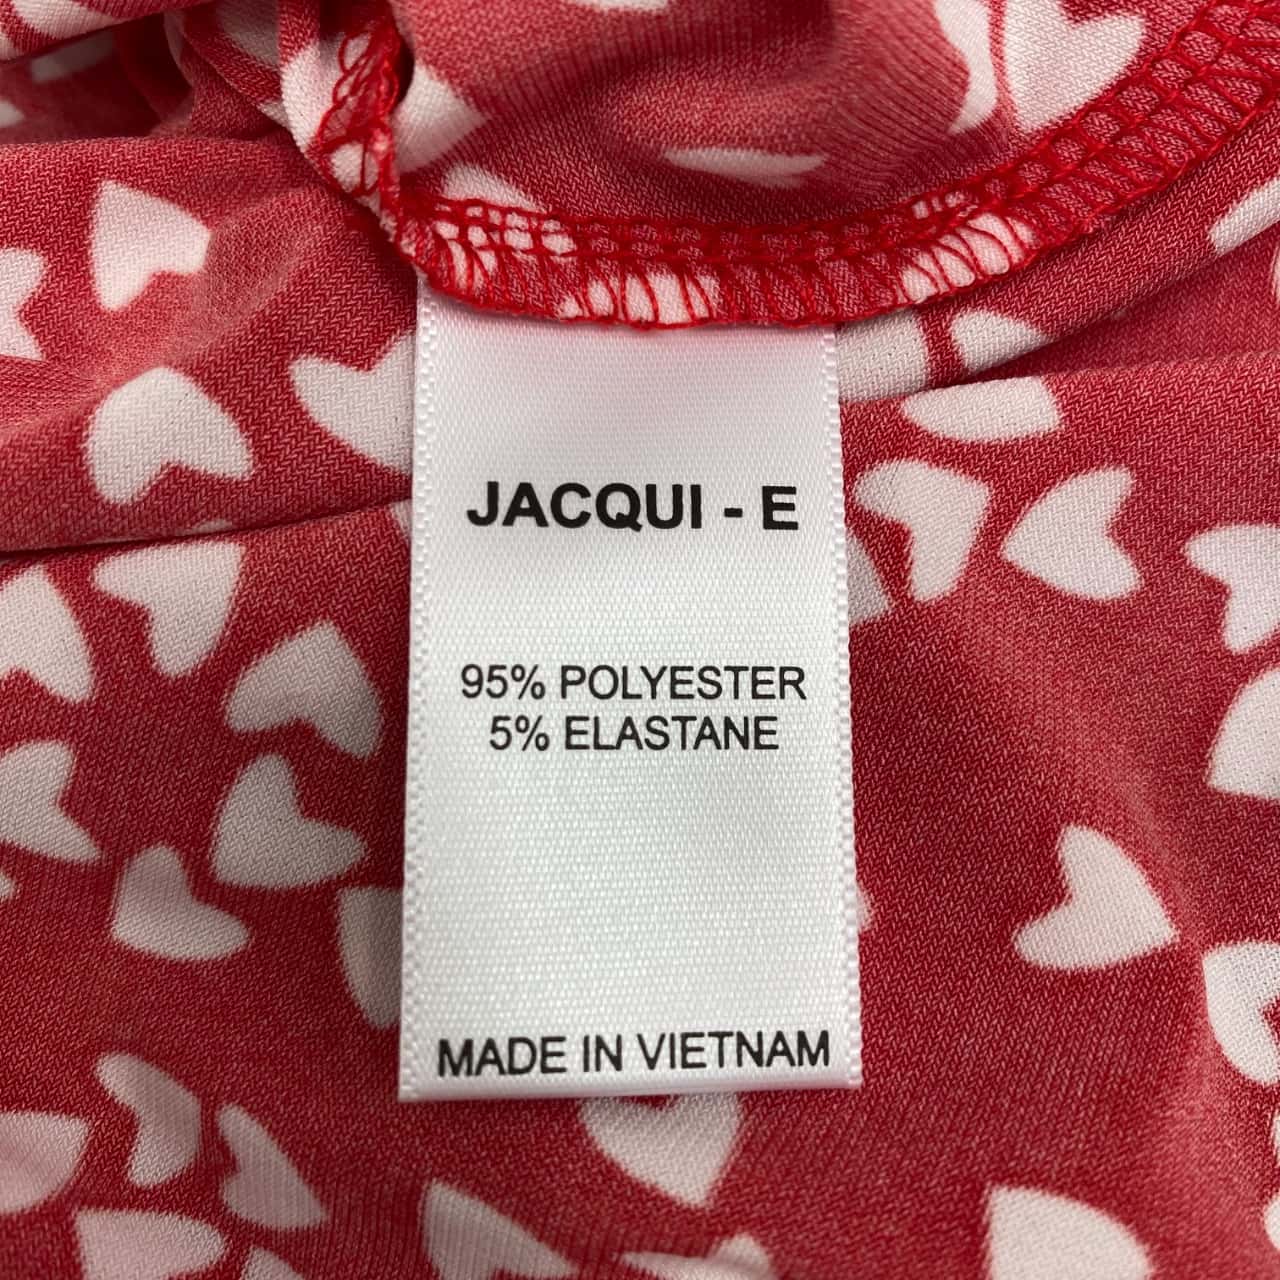 JACQUI - E
95% POLYESTER
5% ELASTANE
MADE IN VIETNAM